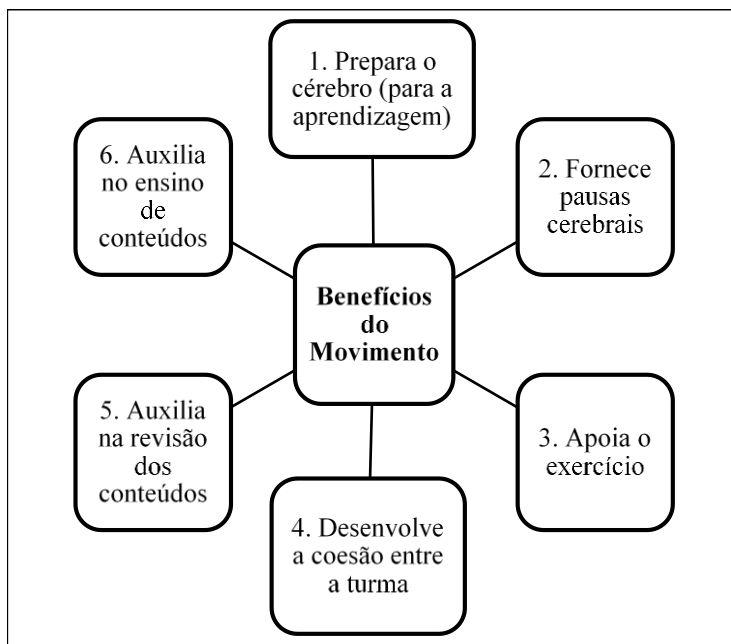 1. Prepara o
cérebro (para a
aprendizagem)
2. Fornece
pausas
cerebrais
3. Apoia o
exercício
4. Desenvolve
a coesão entre
a turma
5. Auxilia
na revisão
dos
conteúdos
6. Auxilia
no ensino
de
conteúdos
Benefícios
do
Movimento